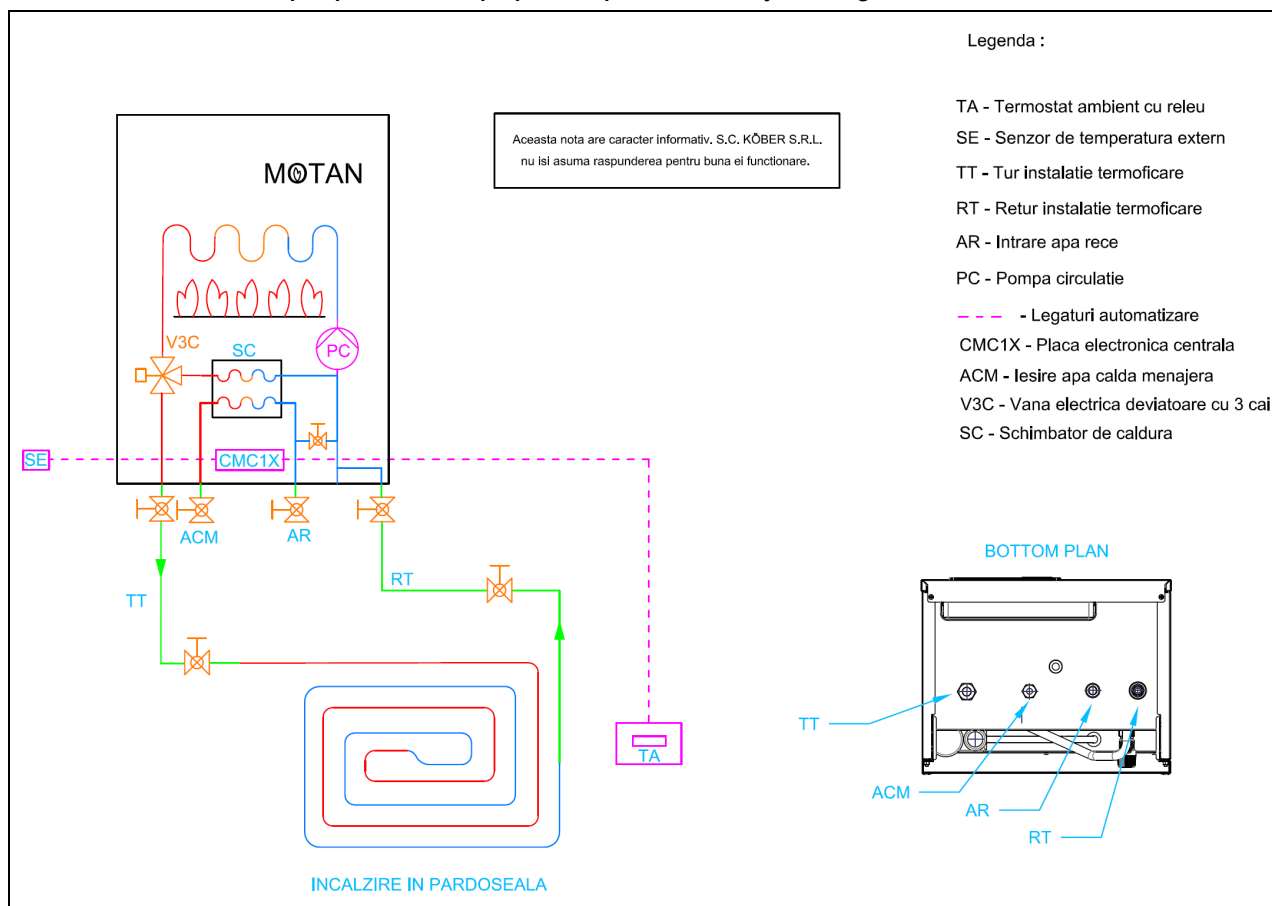 Legenda :
TA - Termostat ambient cu releu
SE - Senzor de temperatura extern
TT - Tur instalatie termoficare
RT - Retur instalatie termoficare
AR - Intrare apa rece
PC - Pompa circulatie
- Legaturi automatizare
CMC1X - Placa electronica centrala
ACM - Iesire apa calda menajera
V3C - Vana electrica deviatoare cu 3 cai
SC - Schimbator de caldura
Aceasta nota are caracter informativ. S.C. KÖBER S.R.L.
nu isi asuma raspunderea pentru buna ei functionare.
MOTAN
V3C
SC
PC
SE
CMC1X
ACM
AR
TT
RT
TA
INCALZIRE IN PARDOSEALA
BOTTOM PLAN
TT
ACM
AR
RT